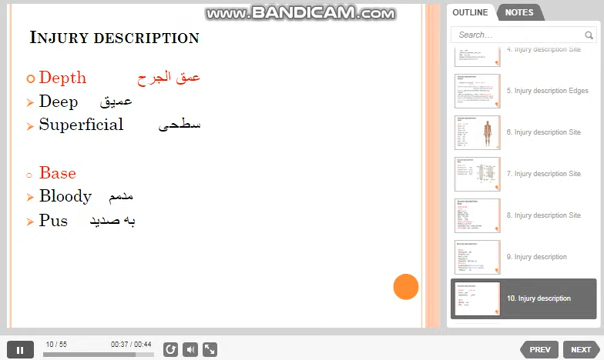 www.BANDICAM.com
INJURY DESCRIPTION
Depth عمق الجرح
Deep عميق
Superficial سطحى
Base
Bloody مدمم
Pus به صديد
OUTLINE NOTES
Search...
4. Injury description Site
5. Injury description Edges
6. Injury description Site
7. Injury description Site
8. Injury description Site
9. Injury description
10. Injury description
10 / 55 00:37 / 00:44
PREV NEXT